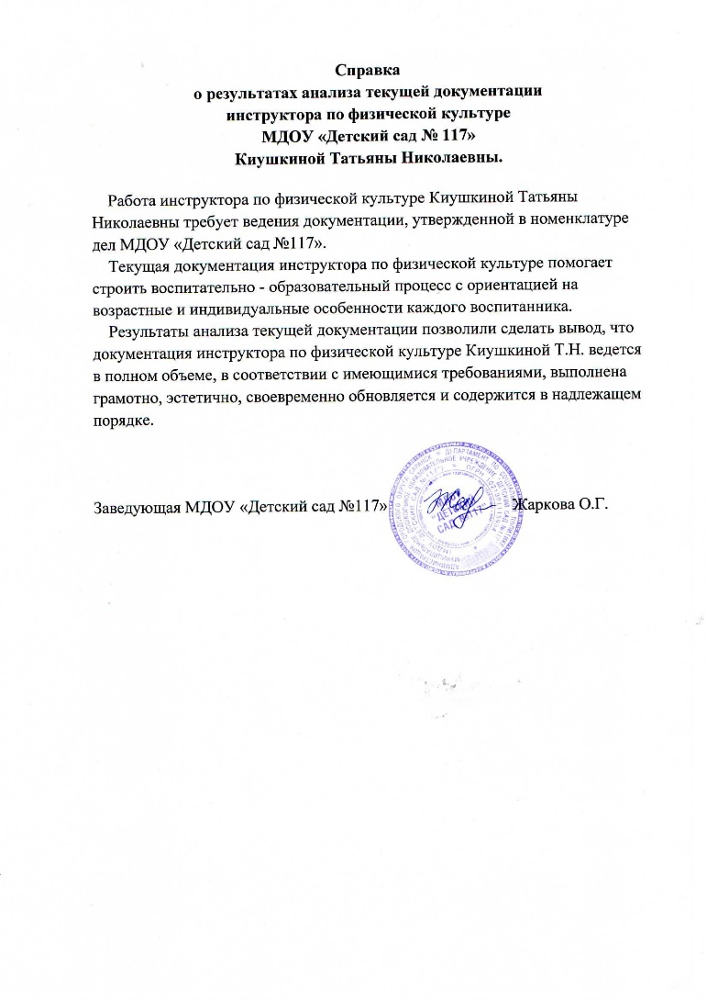 Справка
о результатах анализа текущей документации
инструктора по физической культуре
МДОУ «Детский сад № 117»
Киушкиной Татьяны Николаевны.
Работа инструктора по физической культуре Киушкиной Татьяны
Николаевны требует ведения документации, утвержденной в номенклатуре
дел МДОУ «Детский сад №117».
Текущая документация инструктора по физической культуре помогает
строить воспитательно - образовательный процесс с ориентацией на
возрастные и индивидуальные особенности каждого воспитанника.
Результаты анализа текущей документации позволили сделать вывод, что
документация инструктора по физической культуре Киушкиной Т.Н. ведется
в полном объеме, в соответствии с имеющимися требованиями, выполнена
грамотно, эстетично, своевременно обновляется и содержится в надлежащем
порядке.
Заведующая МДОУ «Детский сад №117» Жаркова О.Г.
"ДЕТСКИЙ
САД №117"